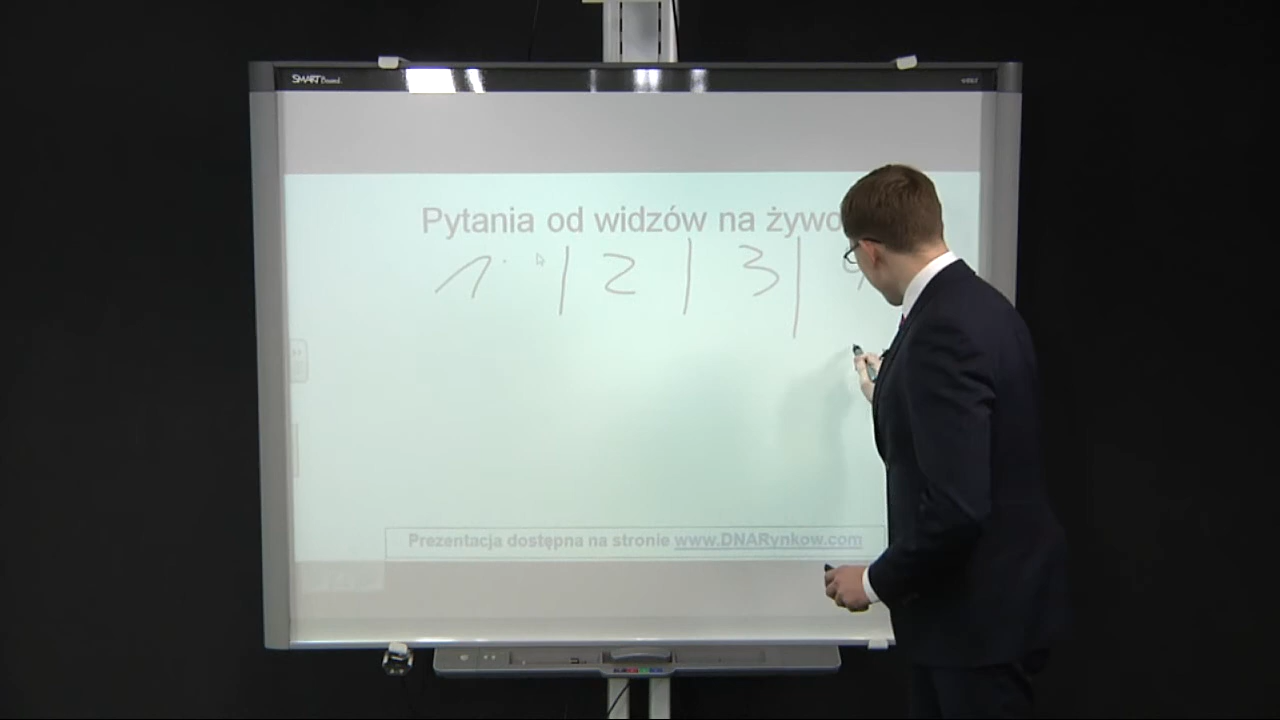 SMART Board
Pytania od widzów na żywo
1 | 2 | 3 |
Prezentacja dostępna na stronie www.DNARynkow.com